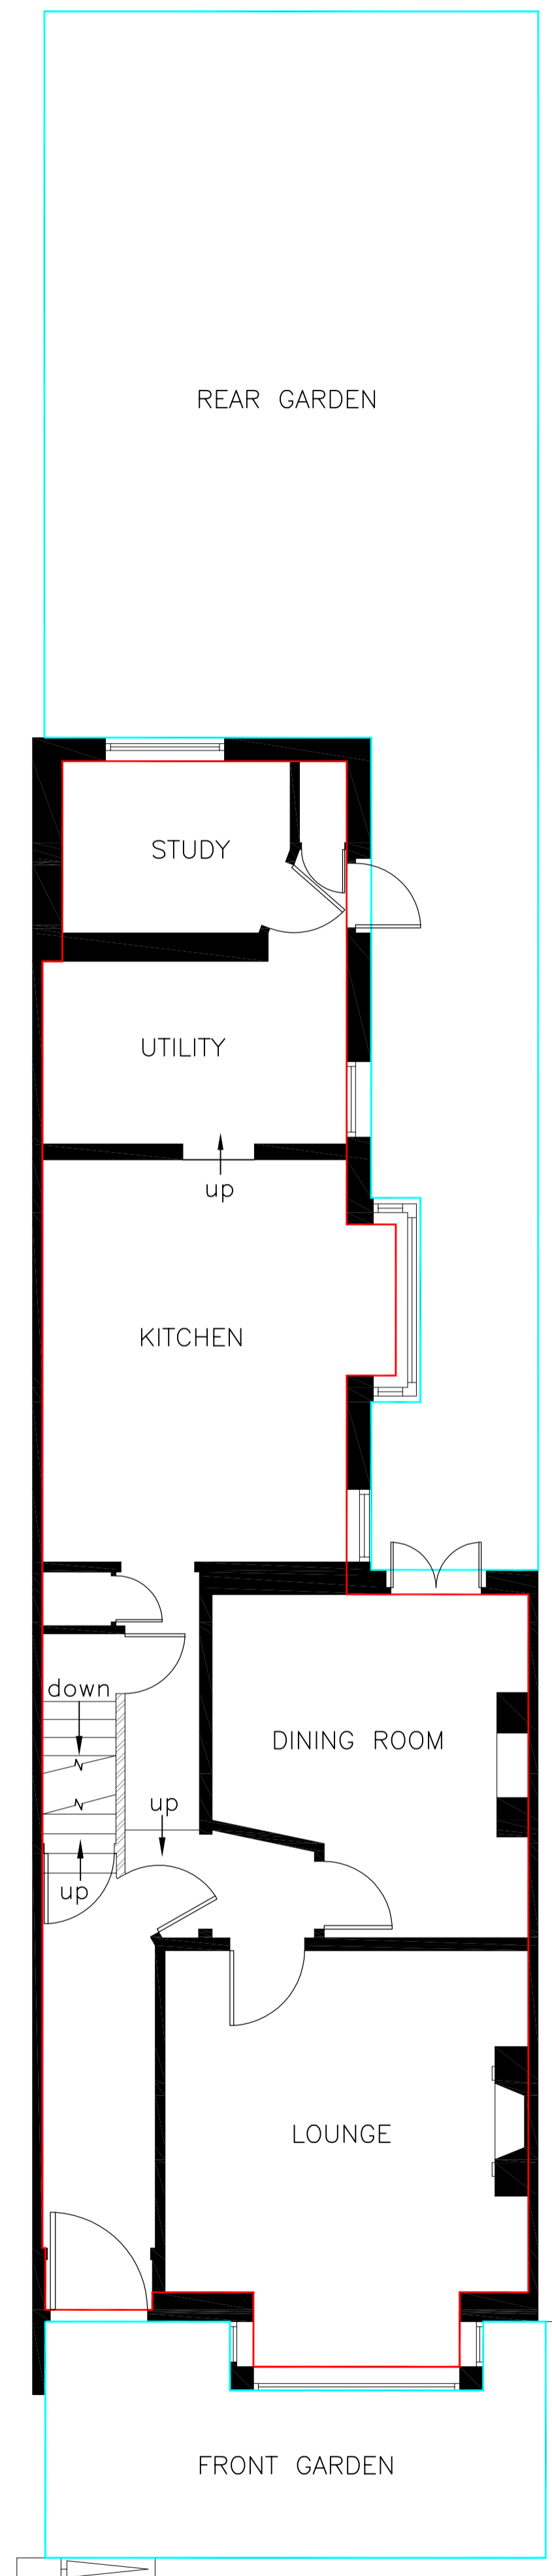 REAR GARDEN
STUDY
UTILITY
up
KITCHEN
down
DINING ROOM
up
up
LOUNGE
FRONT GARDEN